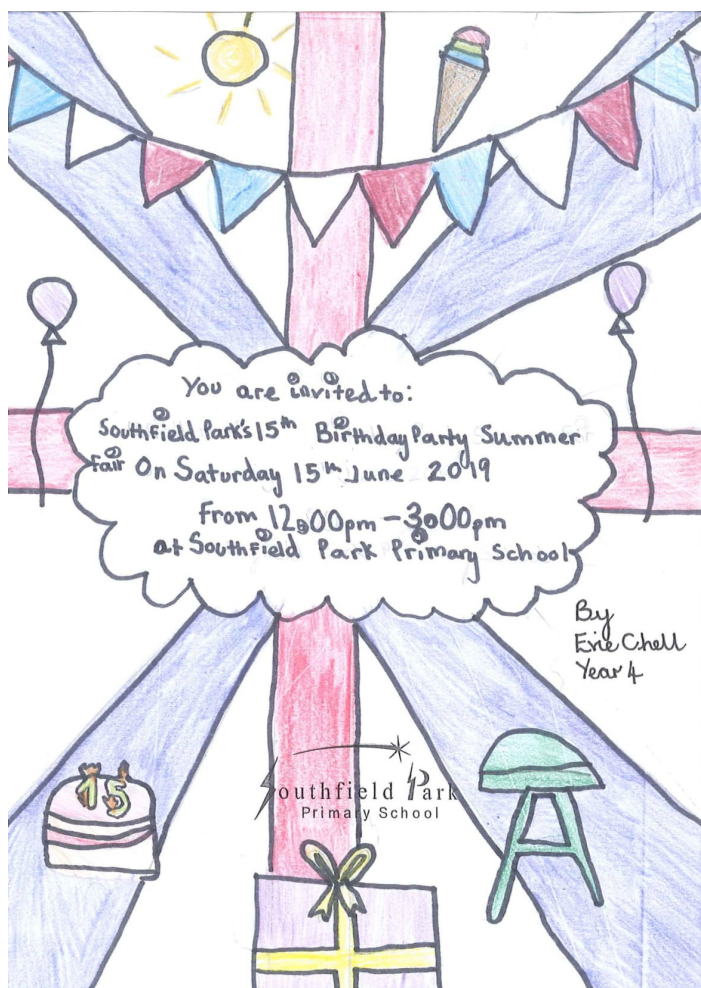 You are invited to:
Southfield Park's 15th Birthday Party Summer
fair On Saturday 15th June 2019
From 12:00pm - 3:00pm
at Southfield Park Primary School
By
Evie Chell
Year 4
15
Southfield Park
Primary School